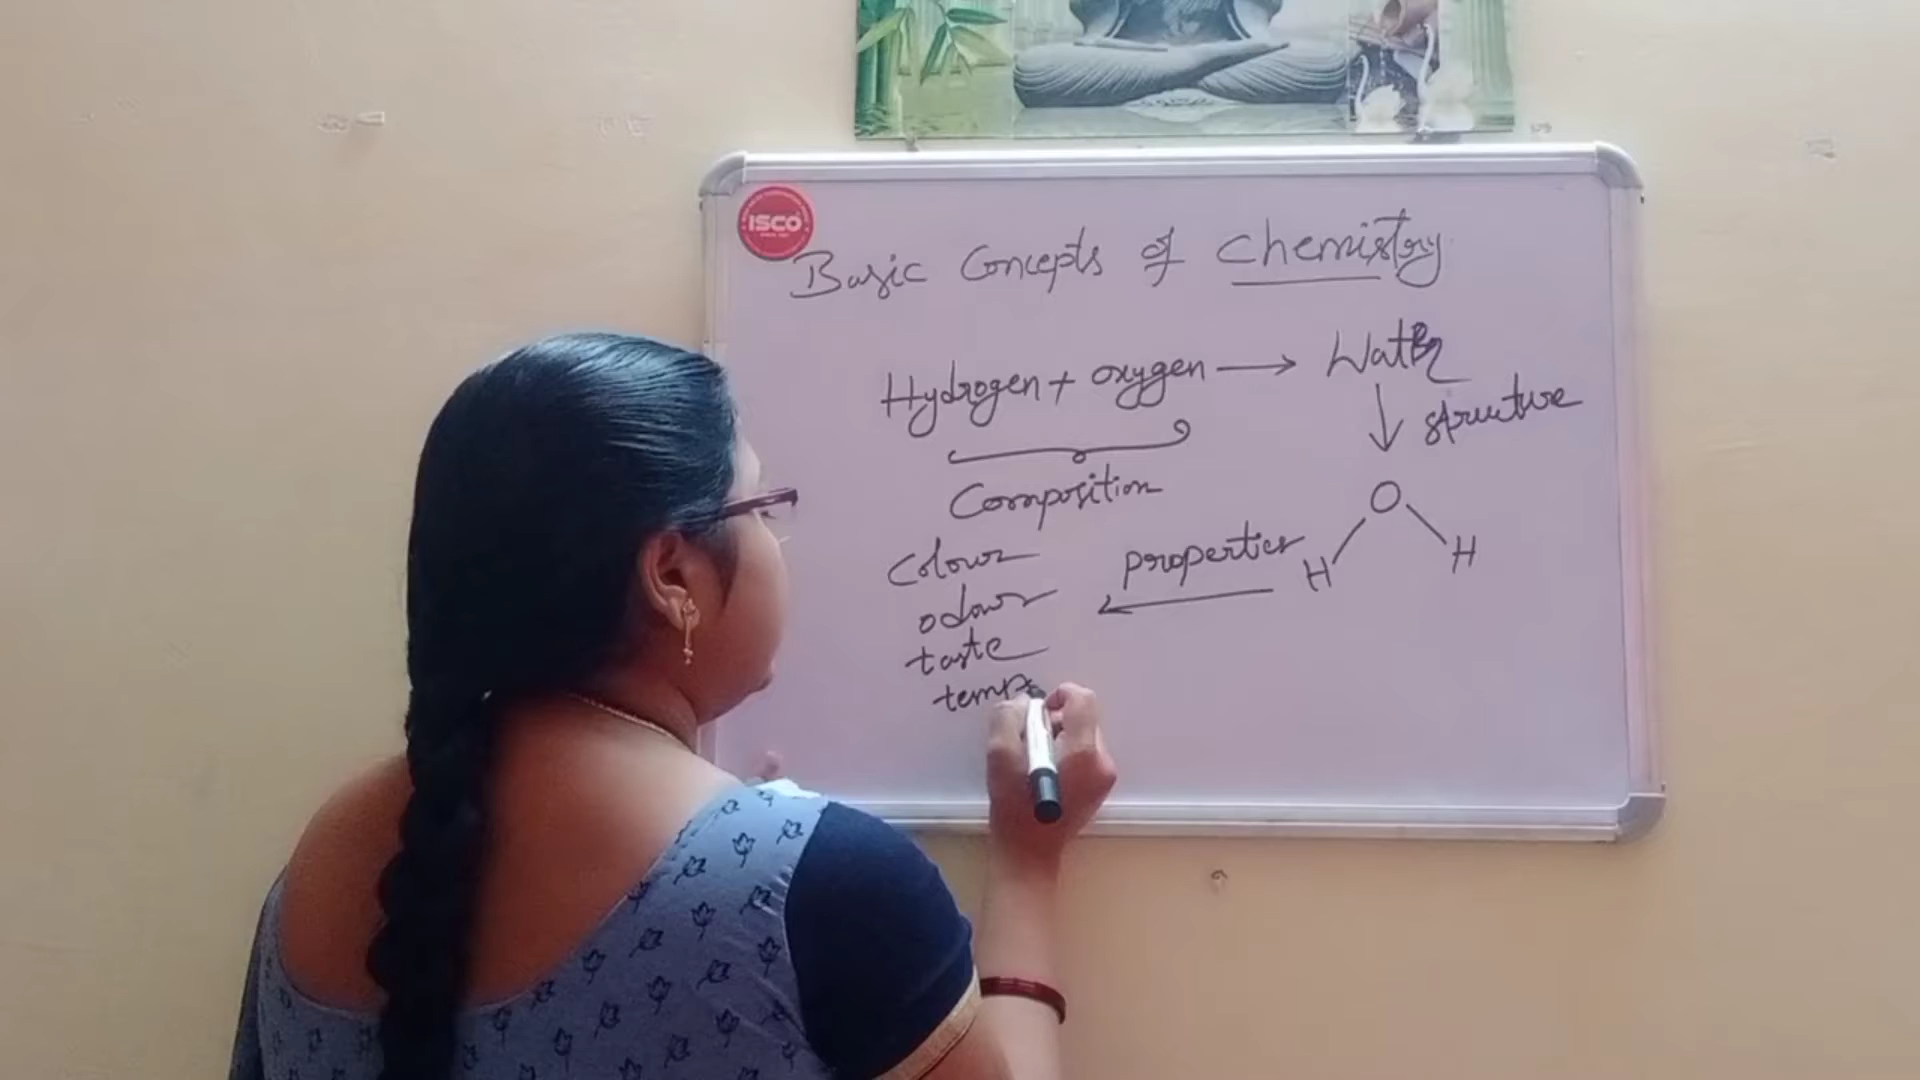 ISCO
Basic Concepts of Chemistry
Hydrogen + oxygen → Water
↓ structure
Composition
O
H H
properties
←
Colour
odour
taste
temp